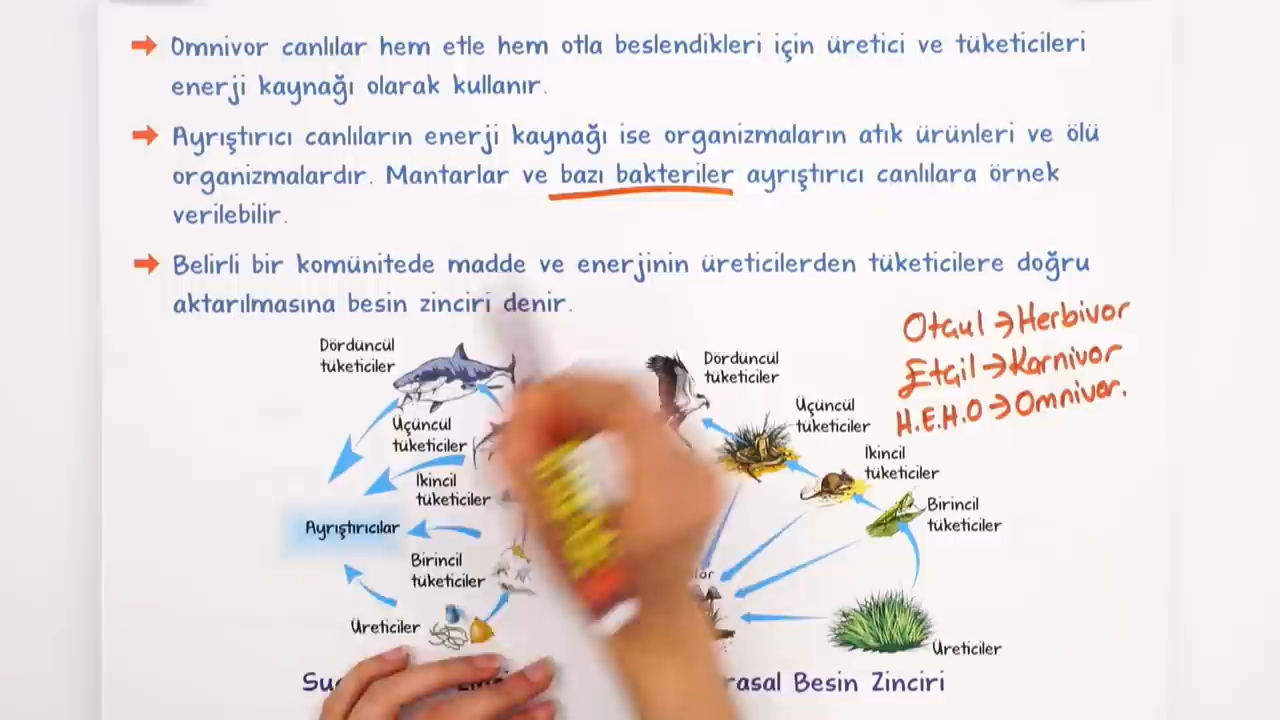 Omnivor canlılar hem etle hem otla beslendikleri için üretici ve tüketicileri
enerji kaynağı olarak kullanır.
Ayrıştırıcı canlıların enerji kaynağı ise organizmaların atık ürünleri ve ölü
organizmalardır. Mantarlar ve bazı bakteriler ayrıştırıcı canlılara örnek
verilebilir.
Belirli bir komünitede madde ve enerjinin üreticilerden tüketicilere doğru
aktarılmasına besin zinciri denir.
Otçul → Herbivor
Etçil → Karnivor
H.E.H.O → Omnivor.
Dördüncül
tüketiciler
Üçüncül
tüketiciler
İkincil
tüketiciler
Ayrıştırıcılar
Birincil
tüketiciler
Üreticiler
Dördüncül
tüketiciler
Üçüncül
tüketiciler
İkincil
tüketiciler
Birincil
tüketiciler
Üreticiler
Besin Zinciri